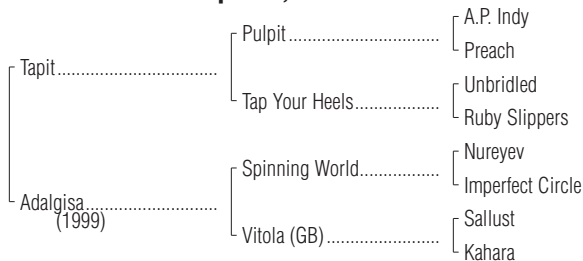 A.P. Indy
Pulpit
Preach
Tapit
Unbridled
Tap Your Heels
Ruby Slippers
Nureyev
Spinning World
Imperfect Circle
Adalgisa
(1999)
Sallust
Vitola (GB)
Kahara